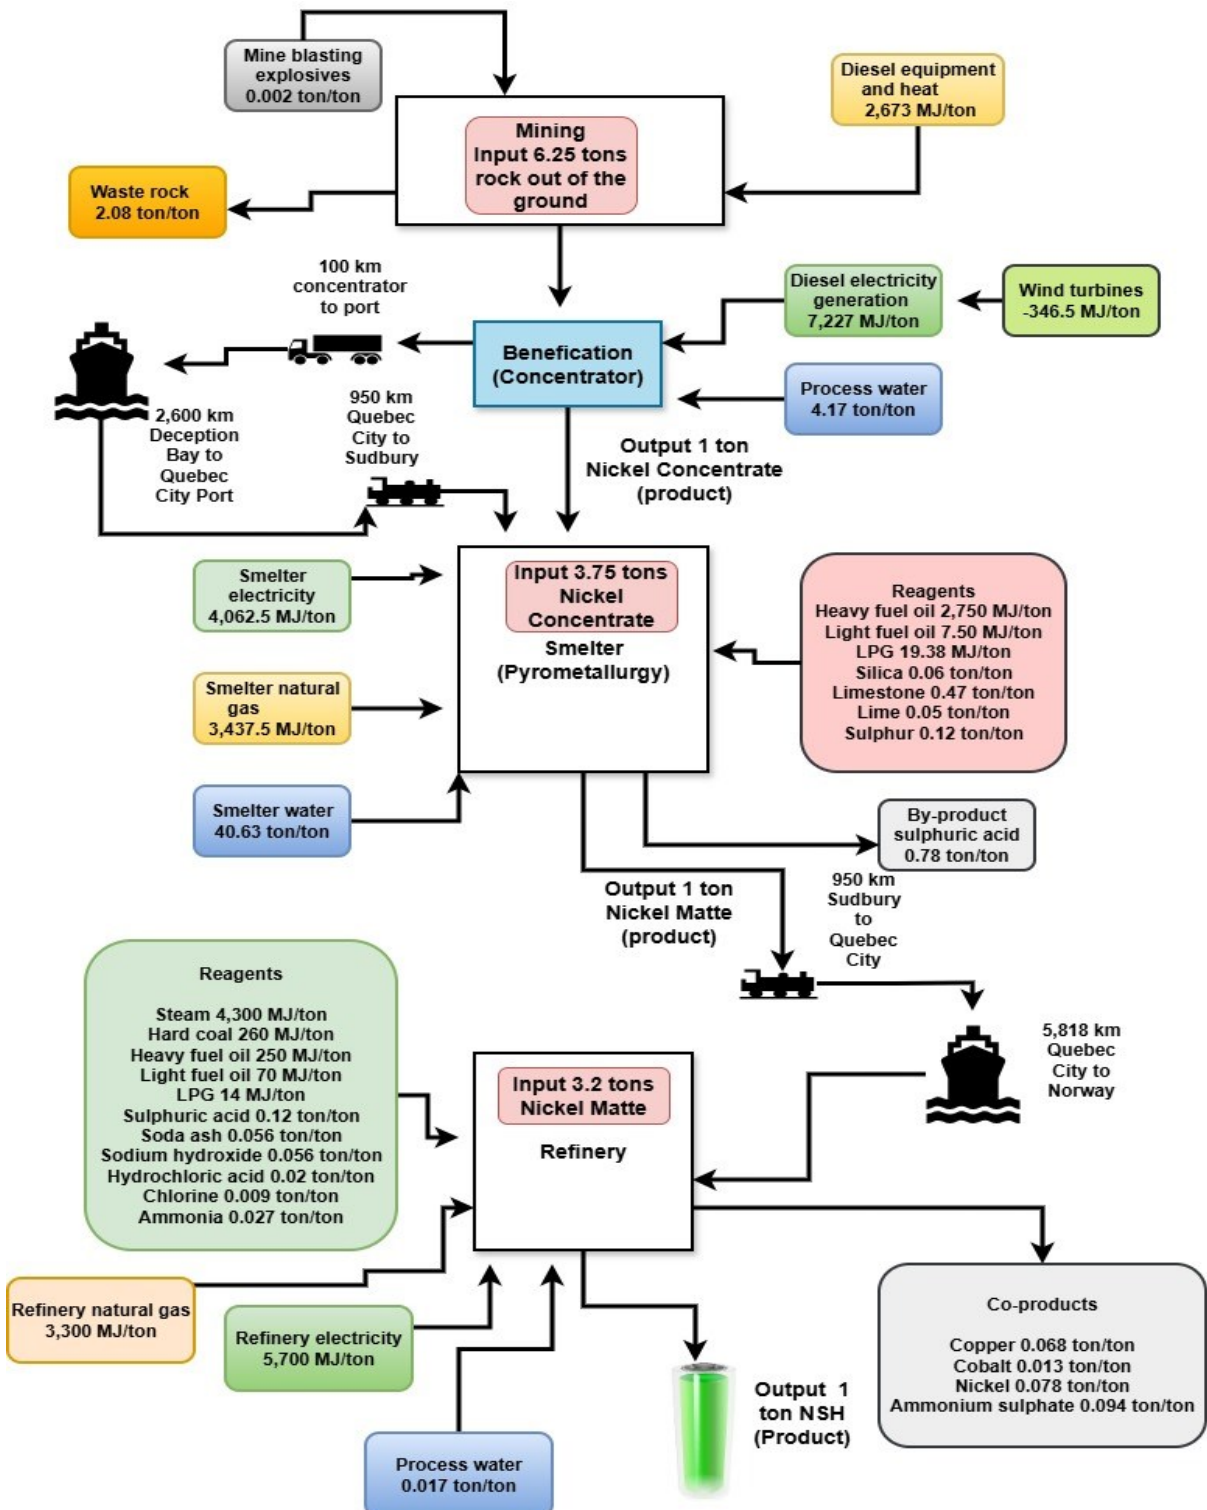 Mine blasting
explosives
0.002 ton/ton
Diesel equipment
and heat
2,673 MJ/ton
Mining
Input 6.25 tons
rock out of the
ground
Waste rock
2.08 ton/ton
100 km
concentrator
to port
Diesel electricity
generation
7,227 MJ/ton
Wind turbines
-346.5 MJ/ton
Benefication
(Concentrator)
Process water
4.17 ton/ton
2,600 km
Deception
Bay to
Quebec
City Port
950 km
Quebec
City to
Sudbury
Output 1 ton
Nickel Concentrate
(product)
Smelter
electricity
4,062.5 MJ/ton
Input 3.75 tons
Nickel
Concentrate
Smelter
(Pyrometallurgy)
Reagents
Heavy fuel oil 2,750 MJ/ton
Light fuel oil 7.50 MJ/ton
LPG 19.38 MJ/ton
Silica 0.06 ton/ton
Limestone 0.47 ton/ton
Lime 0.05 ton/ton
Sulphur 0.12 ton/ton
Smelter natural
gas
3,437.5 MJ/ton
Smelter water
40.63 ton/ton
By-product
sulphuric acid
0.78 ton/ton
Output 1 ton
Nickel Matte
(product)
950 km
Sudbury
to
Quebec
City
Reagents
Steam 4,300 MJ/ton
Hard coal 260 MJ/ton
Heavy fuel oil 250 MJ/ton
Light fuel oil 70 MJ/ton
LPG 14 MJ/ton
Sulphuric acid 0.12 ton/ton
Soda ash 0.056 ton/ton
Sodium hydroxide 0.056 ton/ton
Hydrochloric acid 0.02 ton/ton
Chlorine 0.009 ton/ton
Ammonia 0.027 ton/ton
Input 3.2 tons
Nickel Matte
Refinery
5,818 km
Quebec
City to
Norway
Refinery natural gas
3,300 MJ/ton
Refinery electricity
5,700 MJ/ton
Process water
0.017 ton/ton
Output 1
ton NSH
(Product)
Co-products
Copper 0.068 ton/ton
Cobalt 0.013 ton/ton
Nickel 0.078 ton/ton
Ammonium sulphate 0.094 ton/ton